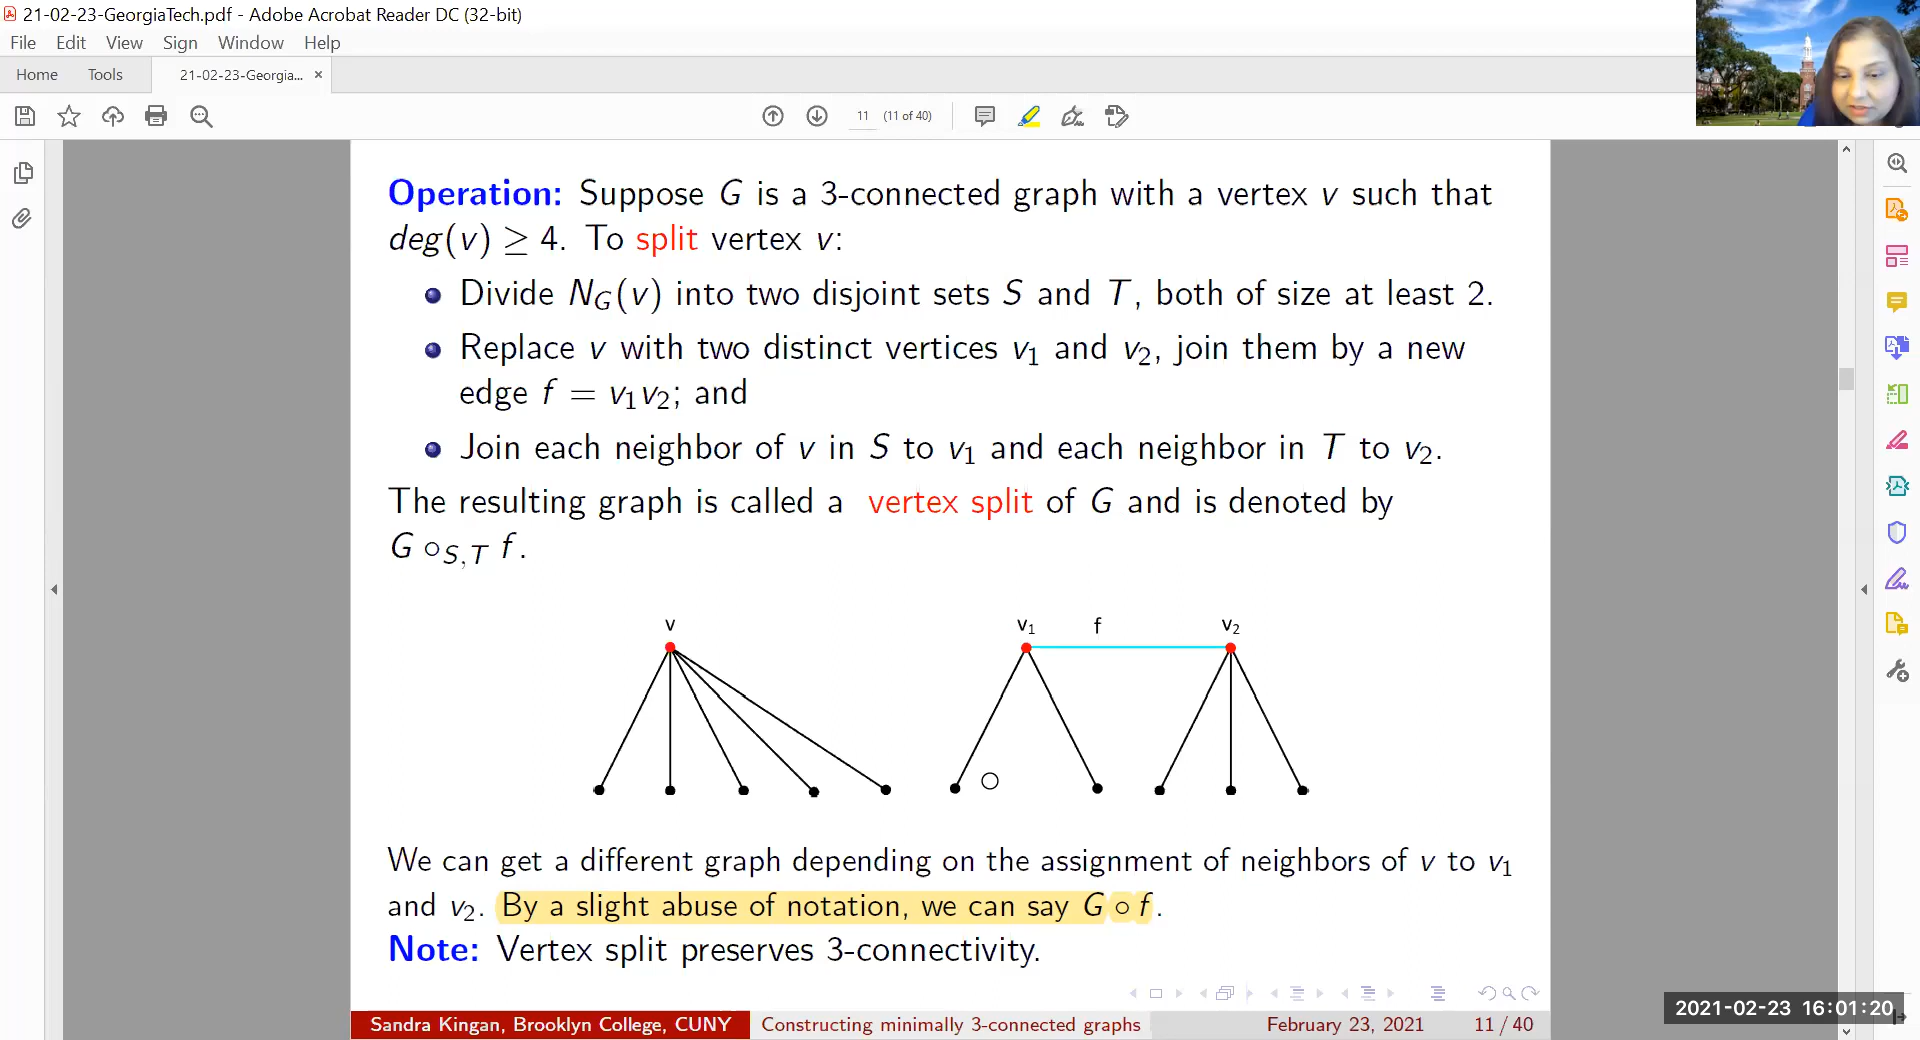 21-02-23-GeorgiaTech.pdf - Adobe Acrobat Reader DC (32-bit)
File Edit View Sign Window Help
Home Tools 21-02-23-Georgia... ×
11 (11 of 40)
Operation: Suppose G is a 3-connected graph with a vertex v such that
deg(v) ≥ 4. To split vertex v:
Divide N_G(v) into two disjoint sets S and T, both of size at least 2.
Replace v with two distinct vertices v₁ and v₂, join them by a new
edge f = v₁v₂; and
Join each neighbor of v in S to v₁ and each neighbor in T to v₂.
The resulting graph is called a vertex split of G and is denoted by
G ∘_{S,T} f.
v v₁ f v₂
We can get a different graph depending on the assignment of neighbors of v to v₁
and v₂. By a slight abuse of notation, we can say G ∘ f.
Note: Vertex split preserves 3-connectivity.
Sandra Kingan, Brooklyn College, CUNY Constructing minimally 3-connected graphs February 23, 2021 11 / 40
2021-02-23 16:01:20